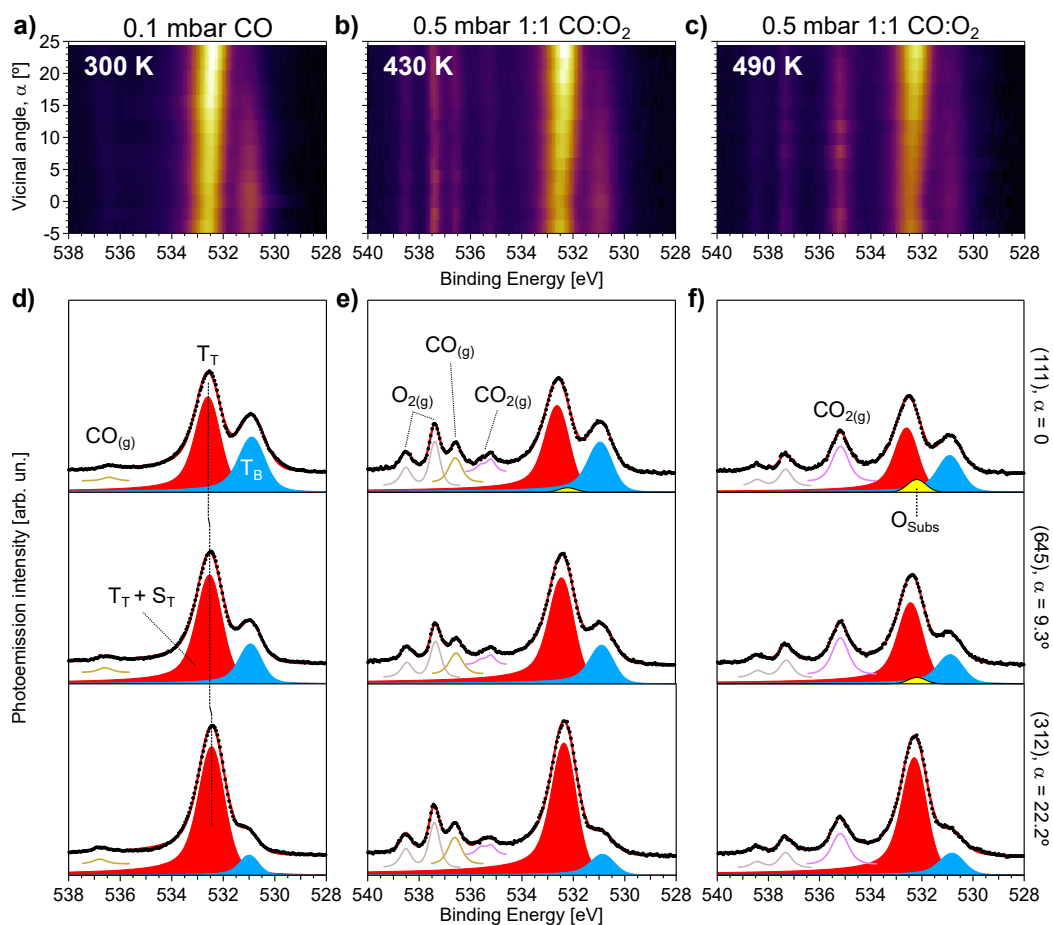 a)
0.1 mbar CO
b)
0.5 mbar 1:1 CO:O2
c)
0.5 mbar 1:1 CO:O2
300 K
430 K
490 K
Vicinal angle, α [º]
25
20
15
10
5
0
-5
538 536 534 532 530 528
540 538 536 534 532 530 528
540 538 536 534 532 530 528
Binding Energy [eV]
d)
e)
f)
Photoemission intensity [arb. un.]
CO(g)
TT
TB
TT + ST
O2(g)
CO(g)
CO2(g)
CO2(g)
OSubs
(111), α = 0
(645), α = 9.3º
(312), α = 22.2º
538 536 534 532 530 528
540 538 536 534 532 530 528
540 538 536 534 532 530 528
Binding Energy [eV]